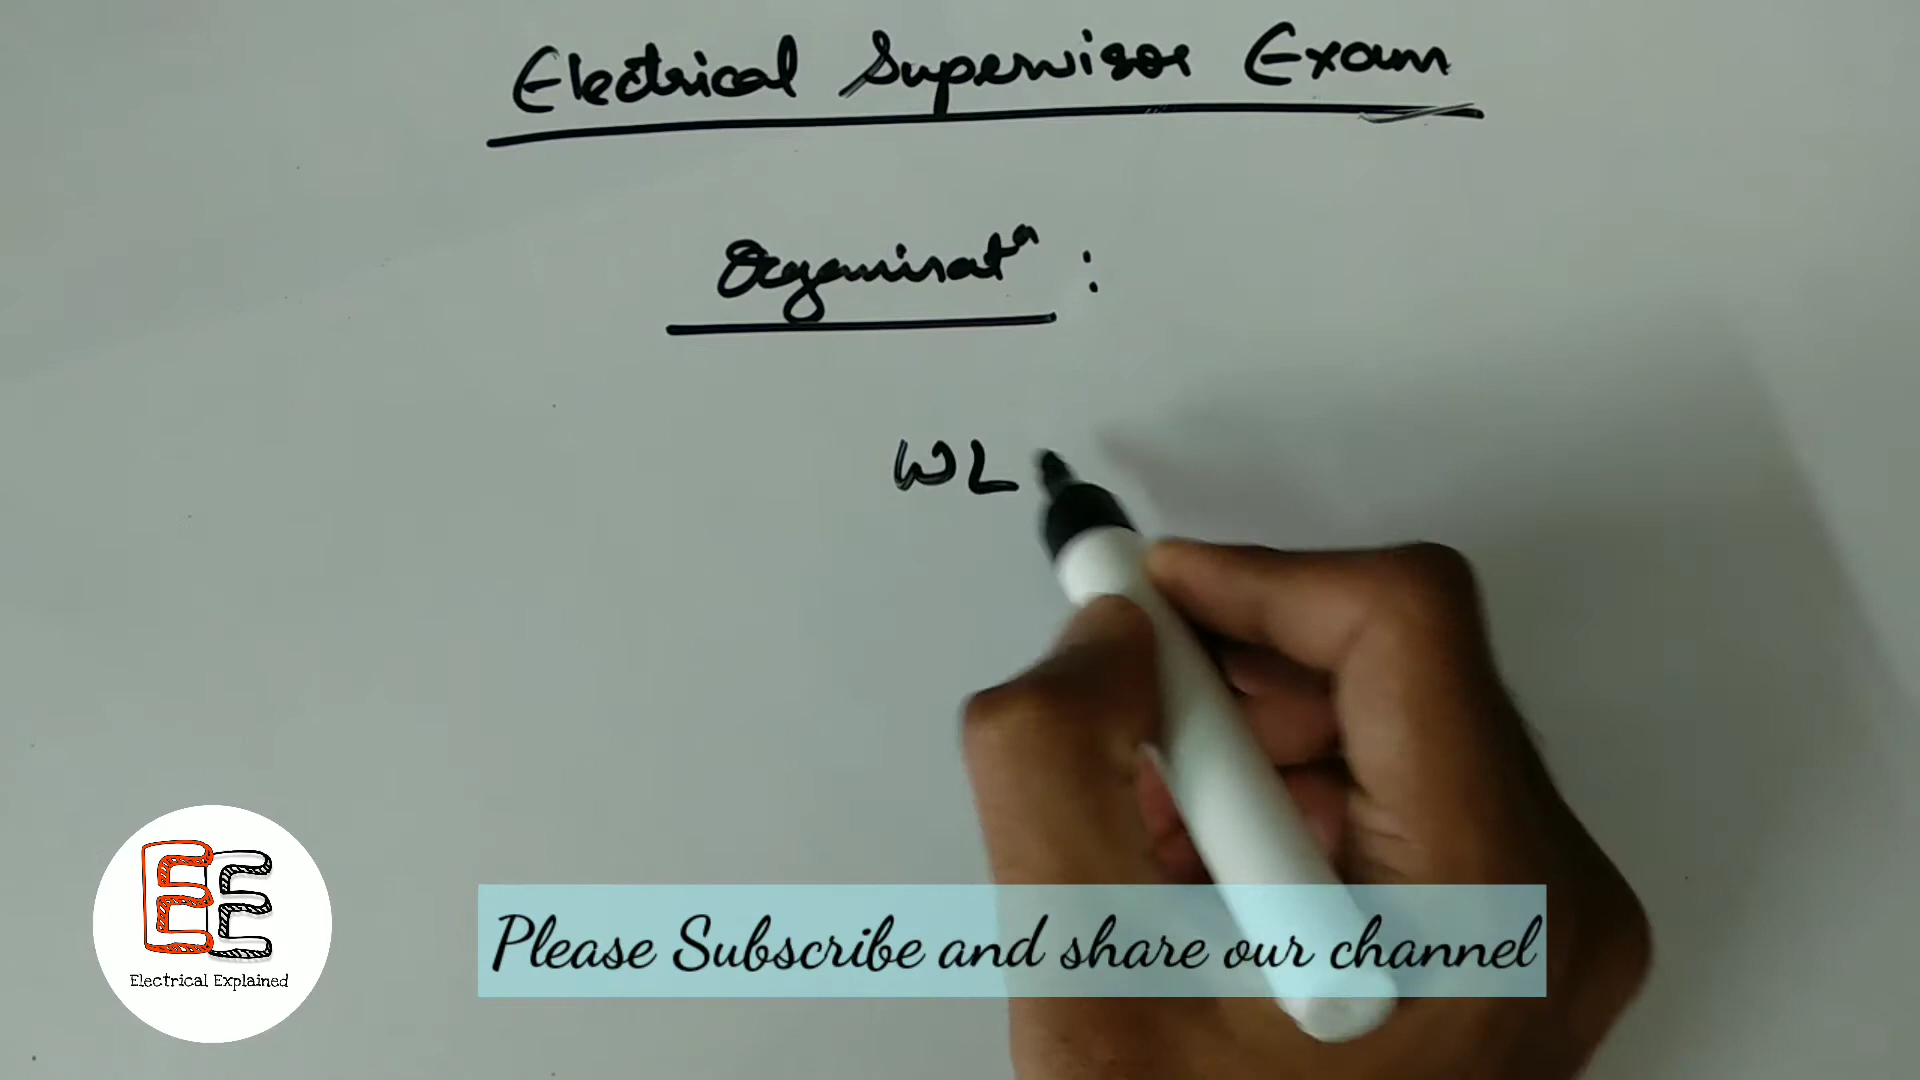 Electrical Supervisor Exam
Organisatⁿ :
WL
EE
Electrical Explained
Please Subscribe and share our channel